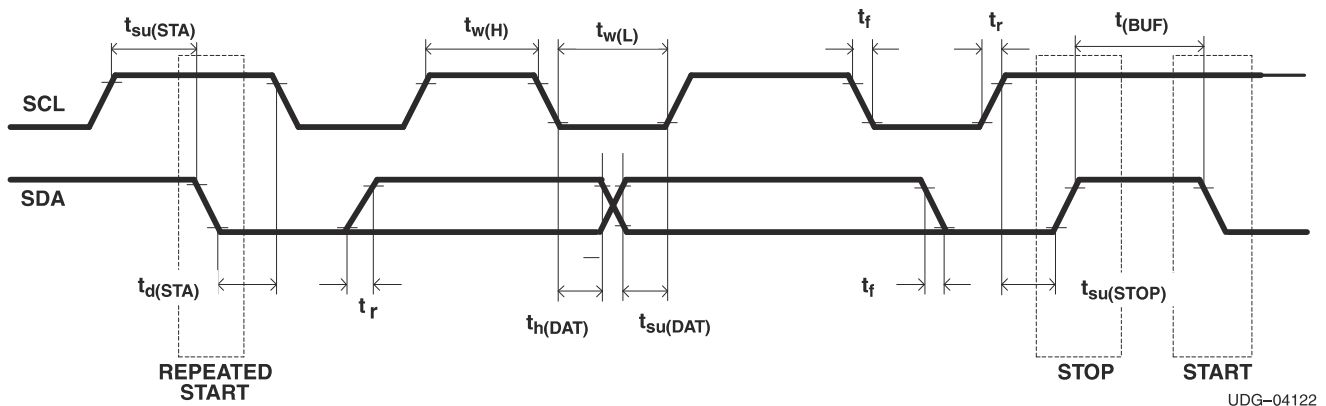 tsu(STA)
tw(H)
tw(L)
tf
tr
t(BUF)
SCL
SDA
td(STA)
tr
th(DAT)
tsu(DAT)
tf
tsu(STOP)
REPEATED
START
STOP
START
UDG–04122